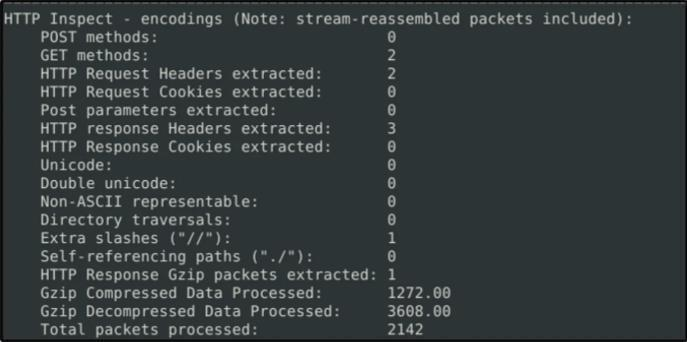 HTTP Inspect - encodings (Note: stream-reassembled packets included):
POST methods: 0
GET methods: 2
HTTP Request Headers extracted: 2
HTTP Request Cookies extracted: 0
Post parameters extracted: 0
HTTP response Headers extracted: 3
HTTP Response Cookies extracted: 0
Unicode: 0
Double unicode: 0
Non-ASCII representable: 0
Directory traversals: 0
Extra slashes ("//"): 1
Self-referencing paths ("./"): 0
HTTP Response Gzip packets extracted: 1
Gzip Compressed Data Processed: 1272.00
Gzip Decompressed Data Processed: 3608.00
Total packets processed: 2142